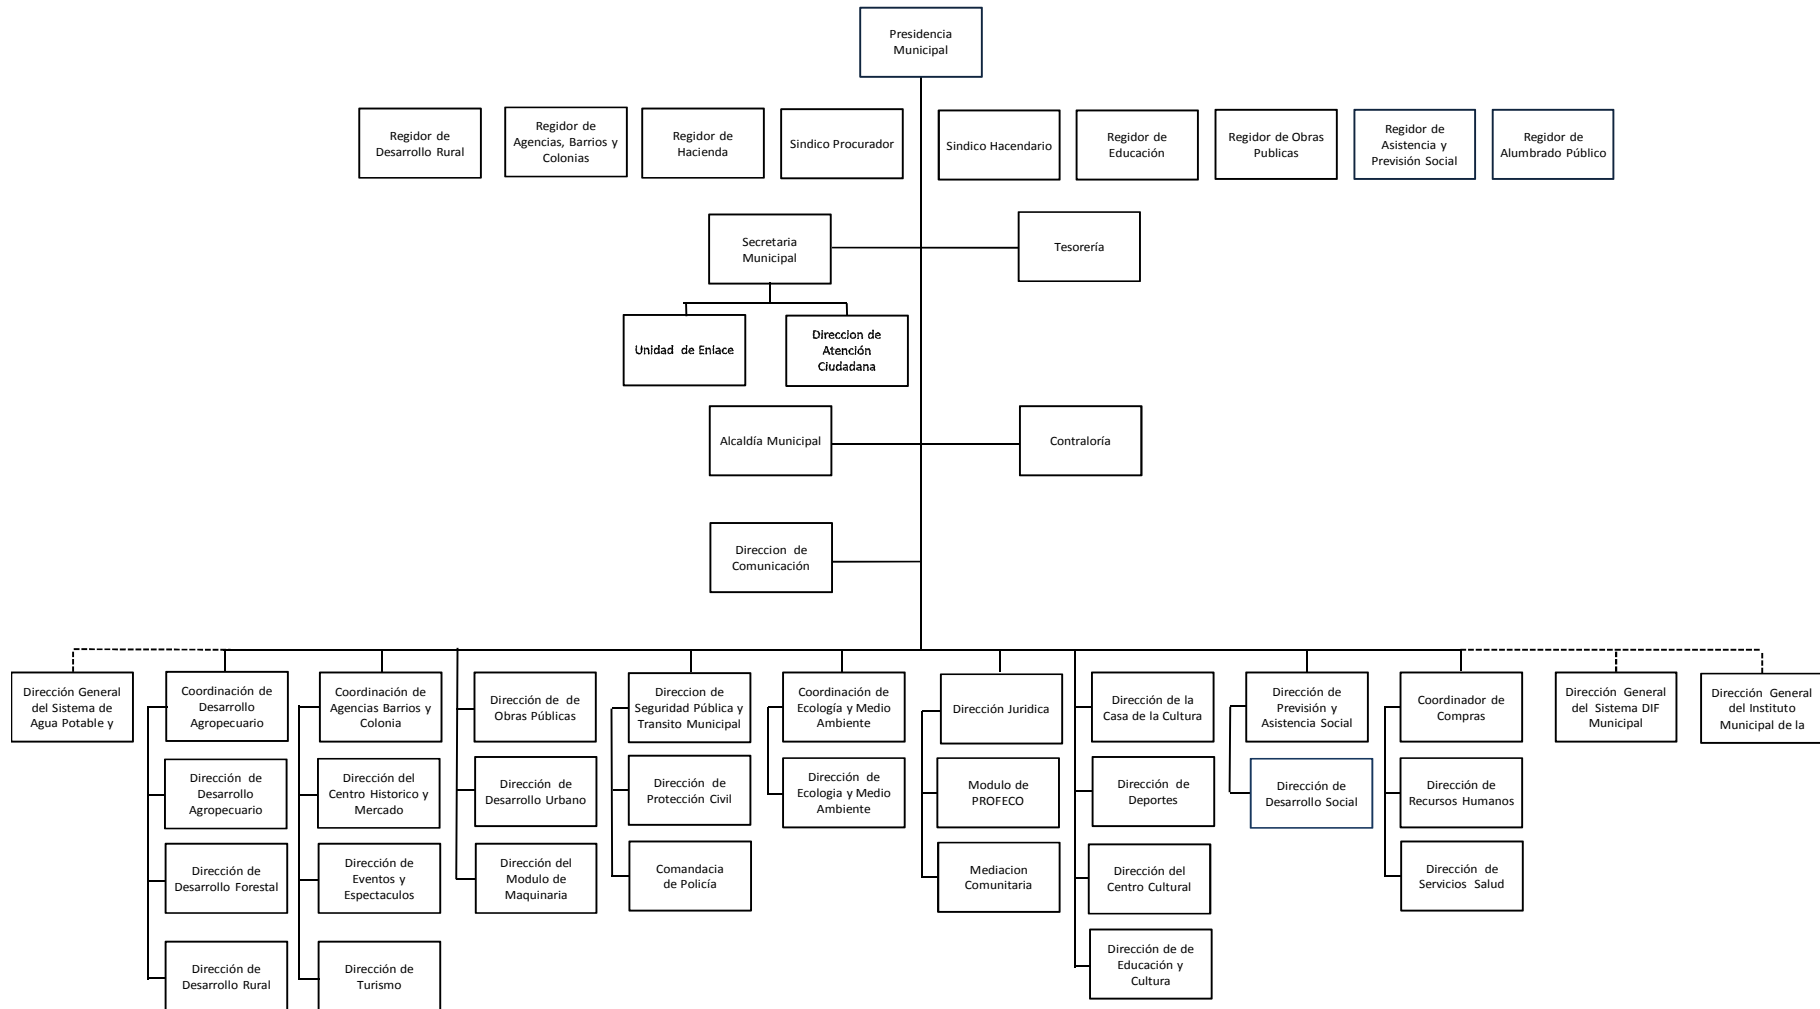 Presidencia
Municipal
Regidor de
Desarrollo Rural
Regidor de
Agencias, Barrios y
Colonias
Regidor de
Hacienda
Sindico Procurador
Sindico Hacendario
Regidor de
Educación
Regidor de Obras
Publicas
Regidor de
Asistencia y
Previsión Social
Regidor de
Alumbrado Público
Secretaria
Municipal
Tesorería
Unidad de Enlace
Direccion de
Atención
Ciudadana
Alcaldía Municipal
Contraloría
Direccion de
Comunicación
Dirección General
del Sistema de
Agua Potable y
Coordinación de
Desarrollo
Agropecuario
Coordinación de
Agencias Barrios y
Colonia
Dirección de de
Obras Públicas
Direccion de
Seguridad Pública y
Transito Municipal
Coordinación de
Ecología y Medio
Ambiente
Dirección Juridica
Dirección de la
Casa de la Cultura
Dirección de
Previsión y
Asistencia Social
Coordinador de
Compras
Dirección General
del Sistema DIF
Municipal
Dirección General
del Instituto
Municipal de la
Dirección de
Desarrollo
Agropecuario
Dirección del
Centro Historico y
Mercado
Dirección de
Desarrollo Urbano
Dirección de
Protección Civil
Dirección de
Ecologia y Medio
Ambiente
Modulo de
PROFECO
Dirección de
Deportes
Dirección de
Desarrollo Social
Dirección de
Recursos Humanos
Dirección de
Desarrollo Forestal
Dirección de
Eventos y
Espectaculos
Dirección del
Modulo de
Maquinaria
Comandacia
de Policía
Mediacion
Comunitaria
Dirección del
Centro Cultural
Dirección de
Servicios Salud
Dirección de
Desarrollo Rural
Dirección de
Turismo
Dirección de de
Educación y
Cultura